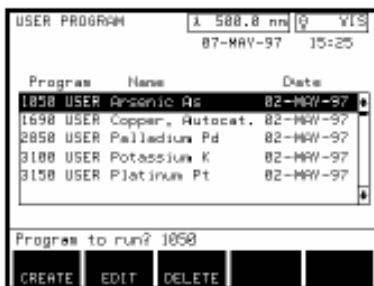 USER PROGRAM λ 500.0 nm VIS
07-MAY-97 15:25
Program Name Date
1050 USER Arsenic As 02-MAY-97
1690 USER Copper, Autocat. 02-MAY-97
2850 USER Palladium Pd 02-MAY-97
3100 USER Potassium K 02-MAY-97
3150 USER Platinum Pt 02-MAY-97
Program to run? 1050
CREATE EDIT DELETE